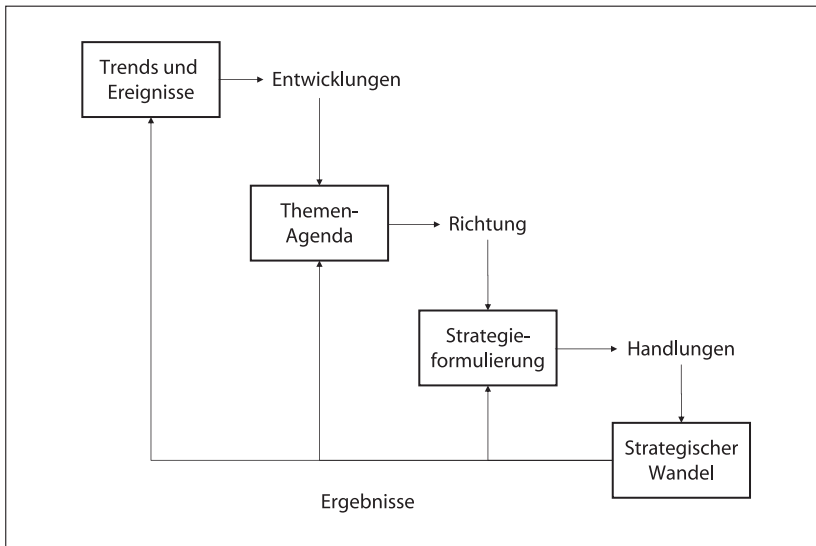 Trends und
Ereignisse
Entwicklungen
Themen-
Agenda
Richtung
Strategie-
formulierung
Handlungen
Strategischer
Wandel
Ergebnisse